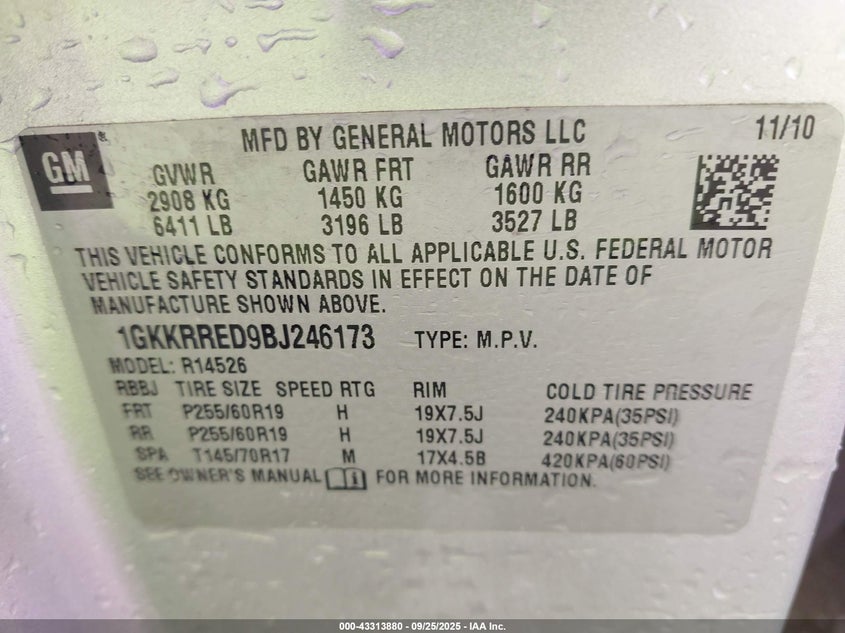 GM
MFD BY GENERAL MOTORS LLC 11/10
GVWR GAWR FRT GAWR RR
2908 KG 1450 KG 1600 KG
6411 LB 3196 LB 3527 LB
THIS VEHICLE CONFORMS TO ALL APPLICABLE U.S. FEDERAL MOTOR
VEHICLE SAFETY STANDARDS IN EFFECT ON THE DATE OF
MANUFACTURE SHOWN ABOVE.
1GKKRRED9BJ246173 TYPE: M.P.V.
MODEL: R14526
RBBJ TIRE SIZE SPEED RTG RIM COLD TIRE PRESSURE
FRT P255/60R19 H 19X7.5J 240KPA(35PSI)
RR P255/60R19 H 19X7.5J 240KPA(35PSI)
SPA T145/70R17 M 17X4.5B 420KPA(60PSI)
SEE OWNER'S MANUAL FOR MORE INFORMATION.
000-43313880 - 09/25/2025 - IAA Inc.